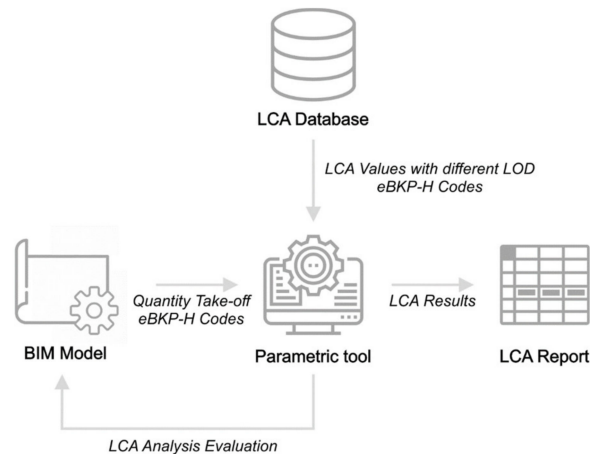 LCA Database
LCA Values with different LOD
eBKP-H Codes
Quantity Take-off
eBKP-H Codes
LCA Results
BIM Model
Parametric tool
LCA Report
LCA Analysis Evaluation